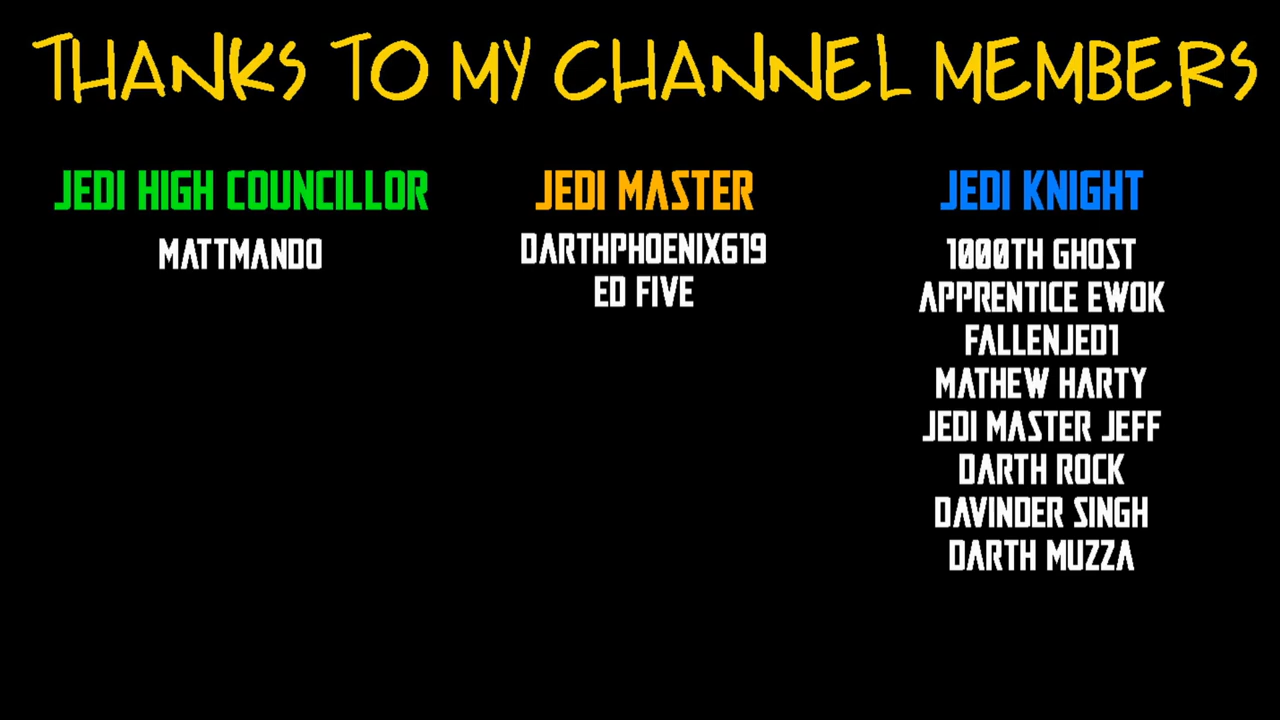 THANKS TO MY CHANNEL MEMBERS
JEDI HIGH COUNCILLOR
MATTMANDO
JEDI MASTER
DARTHPHOENIX619
ED FIVE
JEDI KNIGHT
1000TH GHOST
APPRENTICE EWOK
FALLENJED1
MATHEW HARTY
JEDI MASTER JEFF
DARTH ROCK
DAVINDER SINGH
DARTH MUZZA